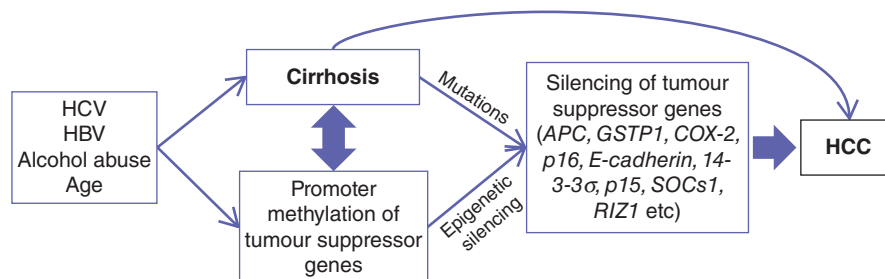 HCV
HBV
Alcohol abuse
Age
Cirrhosis
Promoter
methylation of
tumour suppressor
genes
Mutations
Epigenetic
silencing
Silencing of tumour
suppressor genes
(APC, GSTP1, COX-2,
p16, E-cadherin, 14-
3-3σ, p15, SOCs1,
RIZ1 etc)
HCC